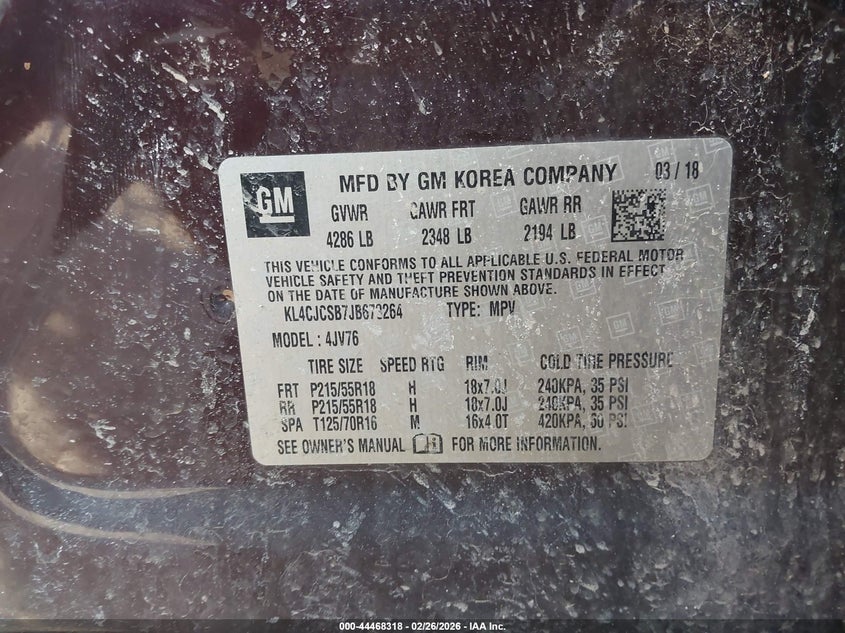 GM
MFD BY GM KOREA COMPANY 03 / 18
GVWR GAWR FRT GAWR RR
4286 LB 2348 LB 2194 LB
THIS VEHICLE CONFORMS TO ALL APPLICABLE U.S. FEDERAL MOTOR
VEHICLE SAFETY AND THEFT PREVENTION STANDARDS IN EFFECT
ON THE DATE OF MANUFACTURE SHOWN ABOVE.
KL4CJCSB7JB673264 TYPE: MPV
MODEL : 4JV76
TIRE SIZE SPEED RTG RIM COLD TIRE PRESSURE
FRT P215/55R18 H 18x7.0J 240KPA, 35 PSI
RR P215/55R18 H 18x7.0J 240KPA, 35 PSI
SPA T125/70R16 M 16x4.0T 420KPA, 60 PSI
SEE OWNER'S MANUAL FOR MORE INFORMATION.
000-44468318 - 02/26/2026 - IAA Inc.